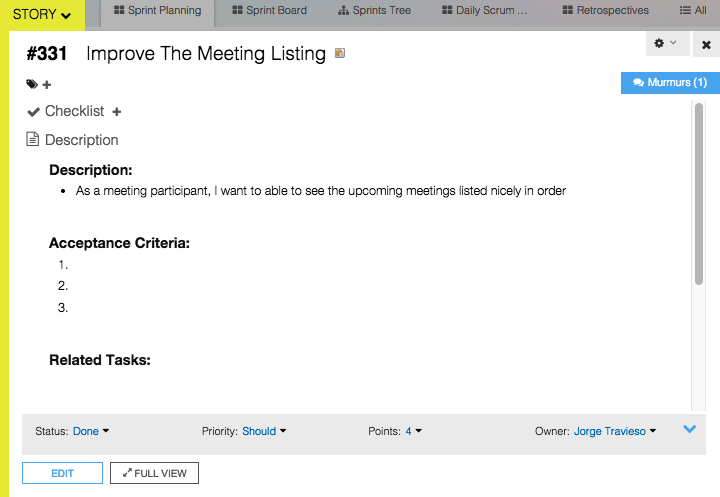 STORY
Sprint Planning
Sprint Board
Sprints Tree
Daily Scrum ...
Retrospectives
All
#331 Improve The Meeting Listing
Murmurs (1)
Checklist
Description
Description:
• As a meeting participant, I want to able to see the upcoming meetings listed nicely in order
Acceptance Criteria:
1.
2.
3.
Related Tasks:
Status: Done
Priority: Should
Points: 4
Owner: Jorge Travieso
EDIT
FULL VIEW